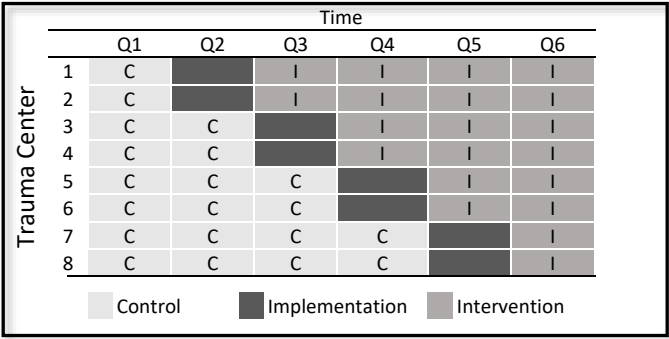 Time
Q1 Q2 Q3 Q4 Q5 Q6
Trauma Center
1 C I I I I
2 C I I I I
3 C C I I I
4 C C I I I
5 C C C I I
6 C C C I I
7 C C C C I
8 C C C C I
Control Implementation Intervention